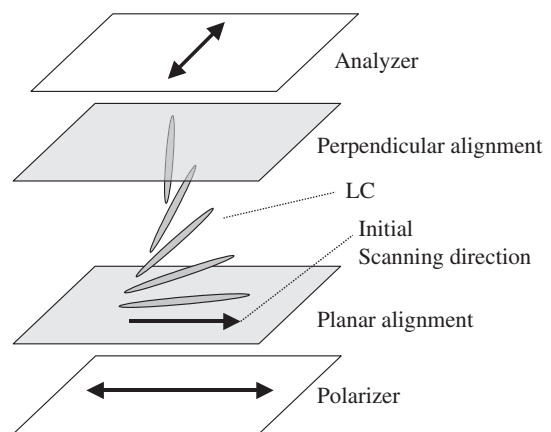 Analyzer
Perpendicular alignment
LC
Initial
Scanning direction
Planar alignment
Polarizer